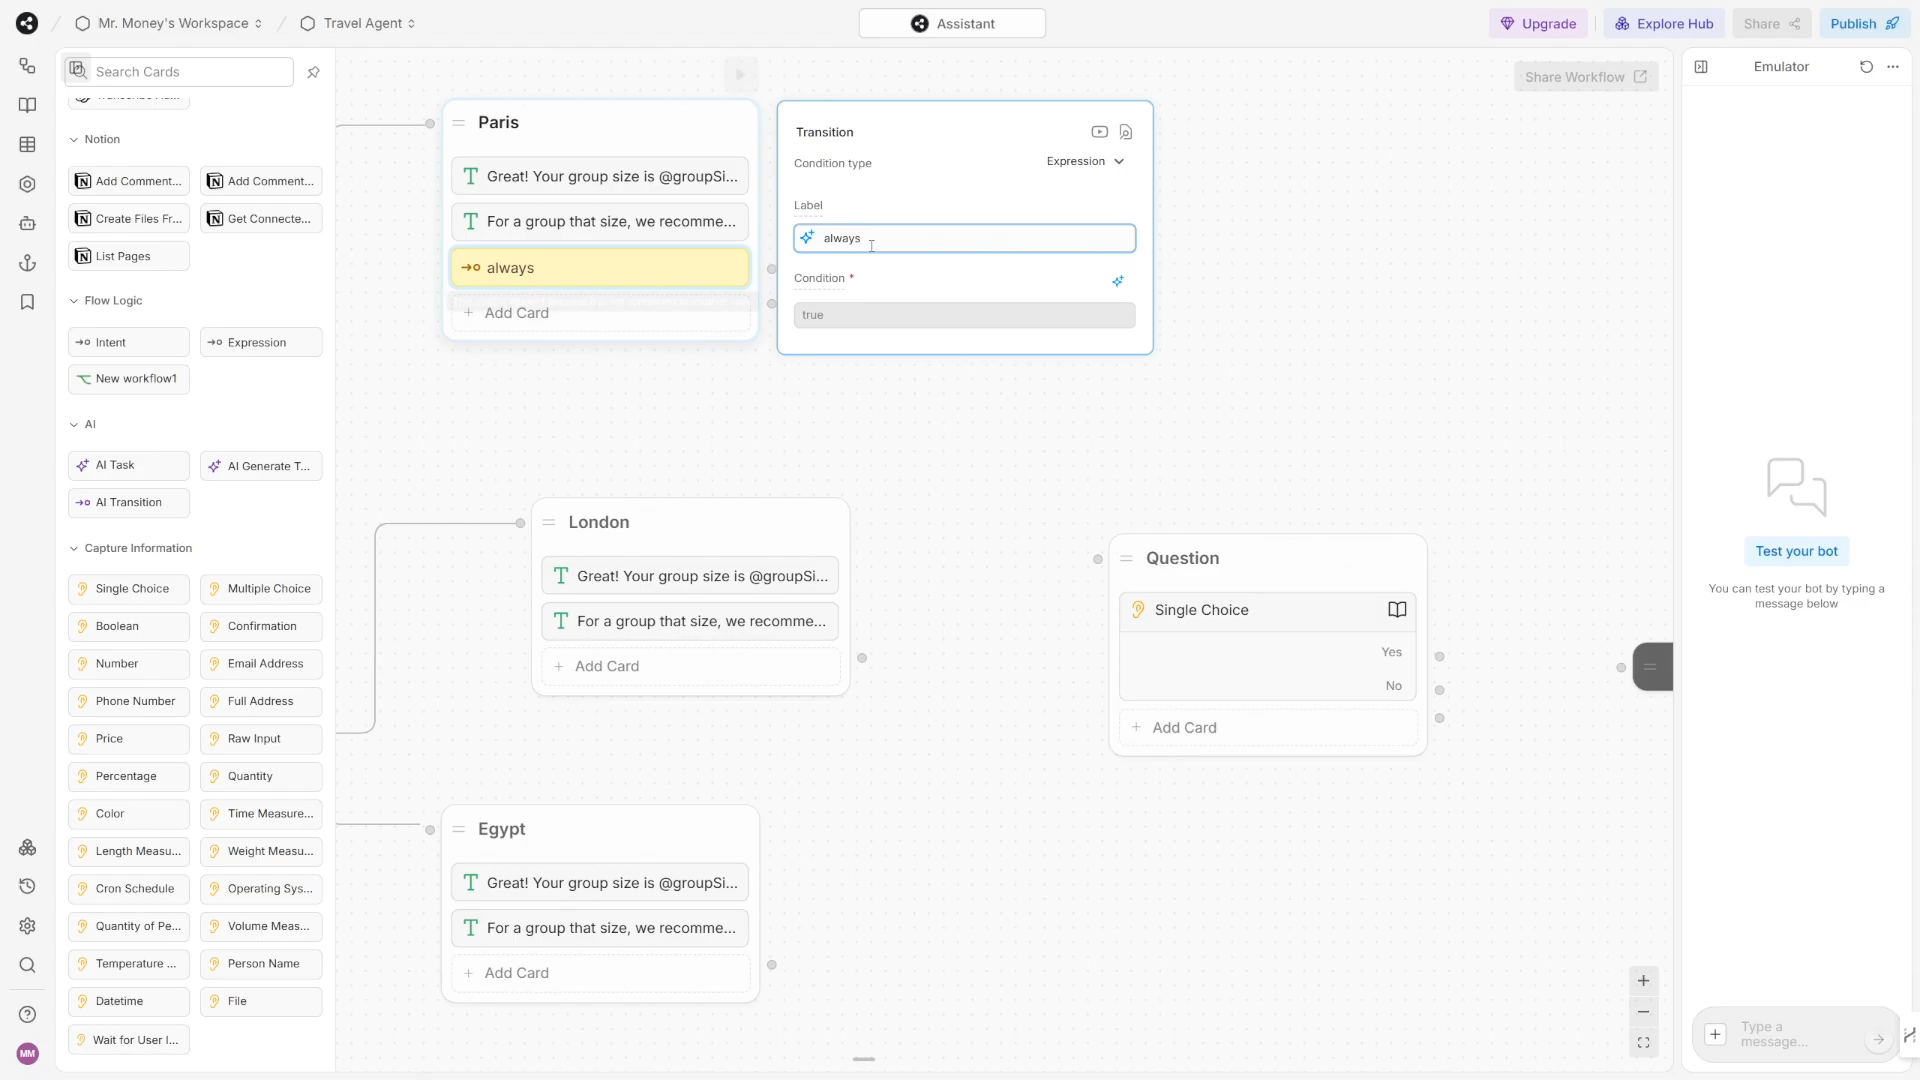 Mr. Money's Workspace
Travel Agent
Assistant
Upgrade
Explore Hub
Share
Publish
Search Cards
Notion
Add Comment...
Add Comment...
Create Files Fr...
Get Connecte...
List Pages
Flow Logic
Intent
Expression
New workflow1
AI
AI Task
AI Generate T...
AI Transition
Capture Information
Single Choice
Multiple Choice
Boolean
Confirmation
Number
Email Address
Phone Number
Full Address
Price
Raw Input
Percentage
Quantity
Color
Time Measure...
Length Measu...
Weight Measu...
Cron Schedule
Operating Sys...
Quantity of Pe...
Volume Meas...
Temperature ...
Person Name
Datetime
File
Wait for User I...
MM
Paris
Great! Your group size is @groupSi...
For a group that size, we recomme...
always
Add Card
Transition
Condition type
Expression
Label
always
Condition *
true
London
Great! Your group size is @groupSi...
For a group that size, we recomme...
Add Card
Question
Single Choice
Yes
No
Add Card
Egypt
Great! Your group size is @groupSi...
For a group that size, we recomme...
Add Card
Share Workflow
Emulator
Test your bot
You can test your bot by typing a
message below
Type a
message...